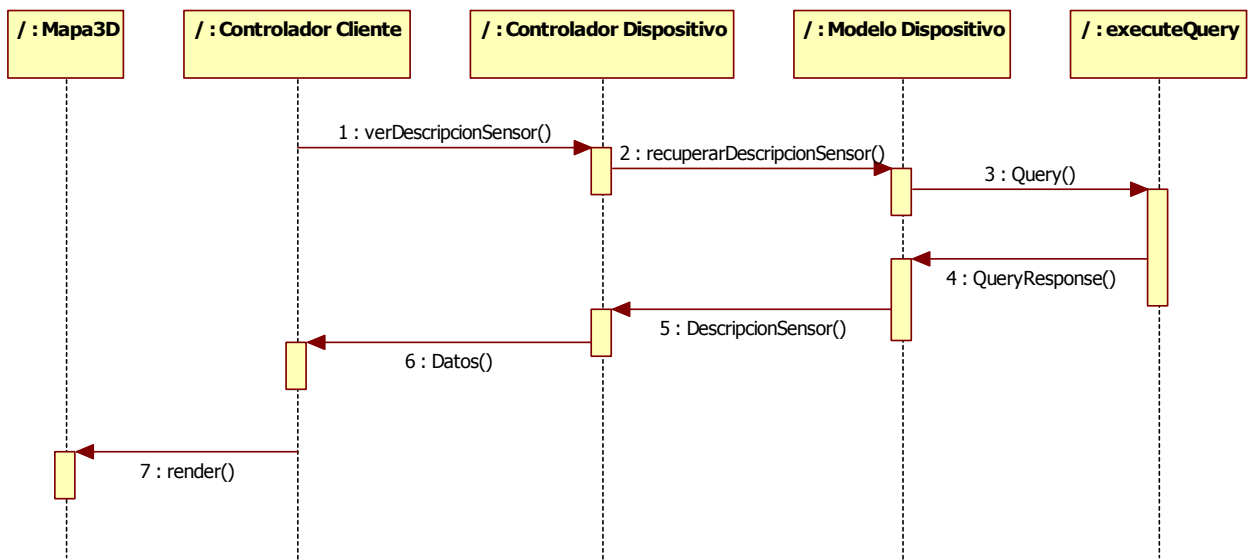 / : Mapa3D
/ : Controlador Cliente
/ : Controlador Dispositivo
/ : Modelo Dispositivo
/ : executeQuery
1 : verDescripcionSensor()
2 : recuperarDescripcionSensor()
3 : Query()
4 : QueryResponse()
5 : DescripcionSensor()
6 : Datos()
7 : render()